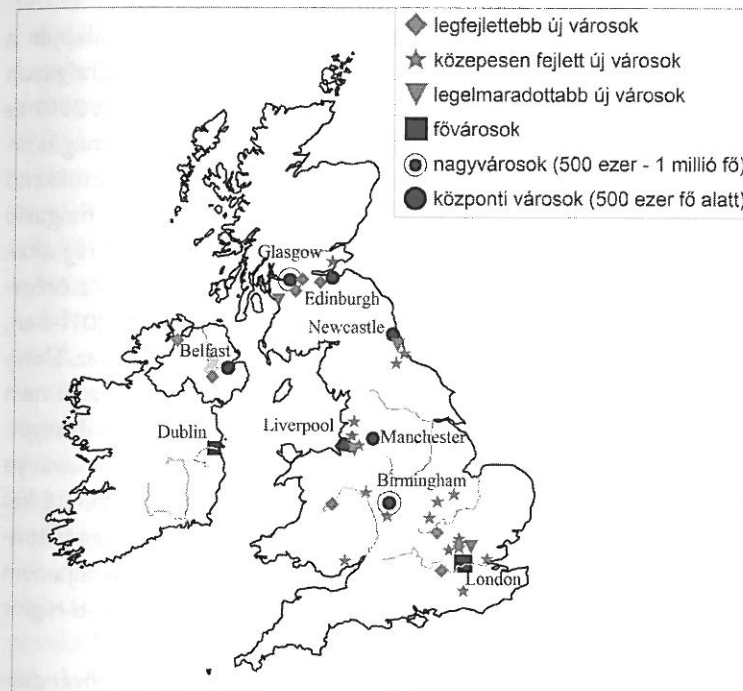 legfejlettebb új városok
közepesen fejlett új városok
legelmaradottabb új városok
fővárosok
nagyvárosok (500 ezer - 1 millió fő)
központi városok (500 ezer fő alatt)
Glasgow
Edinburgh
Newcastle
Belfast
Dublin
Liverpool
Manchester
Birmingham
London